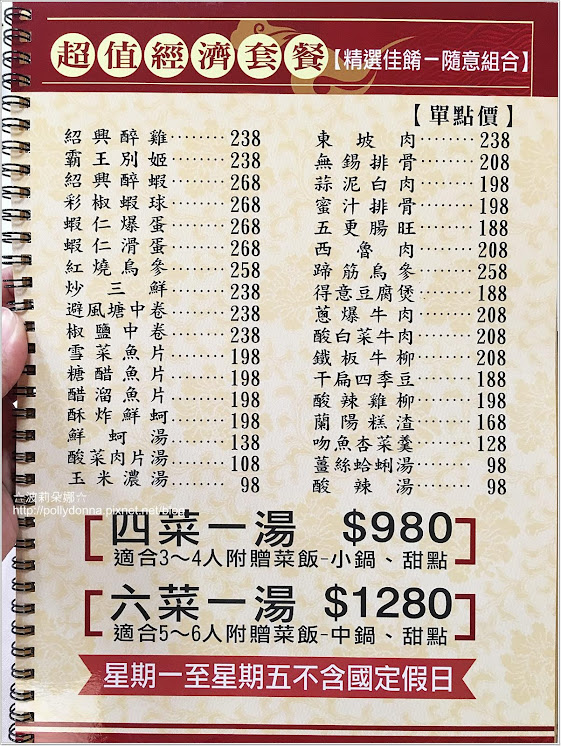 超值經濟套餐【精選佳餚－隨意組合】
【單點價】
紹興醉雞········238
霸王別姬········238
紹興醉蝦········268
彩椒蝦球········268
蝦仁爆蛋········268
蝦仁滑蛋········268
紅燒烏參········258
炒三鮮········238
避風塘中卷········238
椒鹽中卷········238
雪菜魚片········198
糖醋魚片········198
醋溜魚片········198
酥炸鮮蚵········198
鮮蚵湯········138
酸菜肉片湯········108
玉米濃湯········98
東坡肉········238
無錫排骨········208
蒜泥白肉········198
蜜汁排骨········198
五更腸旺········188
西魯肉········208
蹄筋烏參········258
得意豆腐煲········188
蔥爆牛肉········208
酸白菜牛肉········208
鐵板牛柳········208
干扁四季豆········188
酸辣雞柳········198
蘭陽糕渣········168
吻魚杏菜羹········128
薑絲蛤蜊湯········98
酸辣湯········98
☆波莉朵娜☆
http://pollydonna.pixnet.net/blog
四菜一湯 $980
適合3～4人附贈菜飯-小鍋、甜點
六菜一湯 $1280
適合5～6人附贈菜飯-中鍋、甜點
星期一至星期五不含國定假日